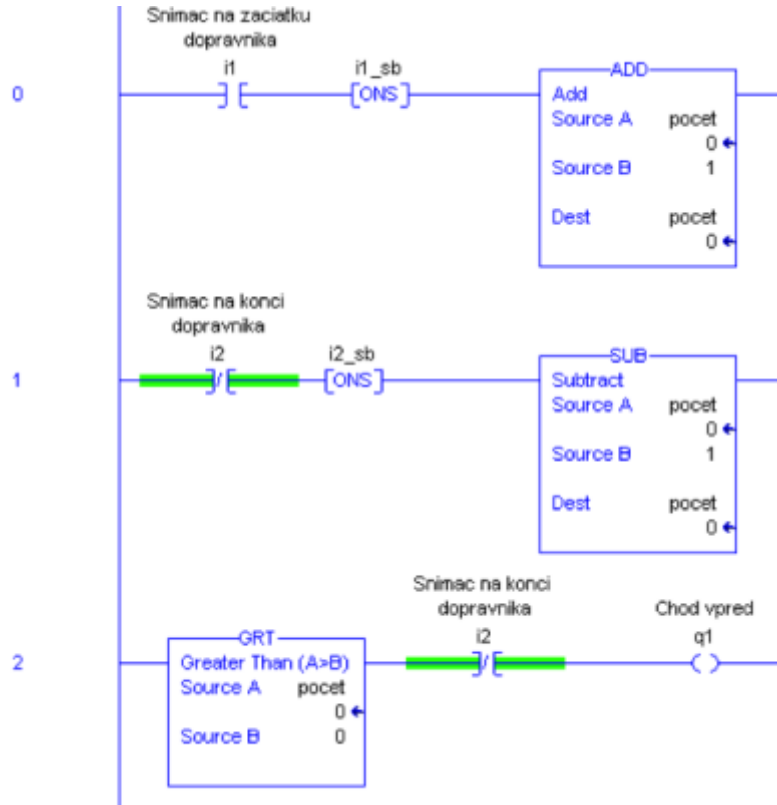 Snimac na zaciatku
dopravnika
i1
i1_sb
ONS
ADD
0
Add
Source A pocet
0
Source B 1
Dest pocet
0
Snimac na konci
dopravnika
i2
i2_sb
ONS
SUB
1
Subtract
Source A pocet
0
Source B 1
Dest pocet
0
Snimac na konci
dopravnika
Chod vpred
GRT
i2
q1
2
Greater Than (A>B)
Source A pocet
0
Source B 0